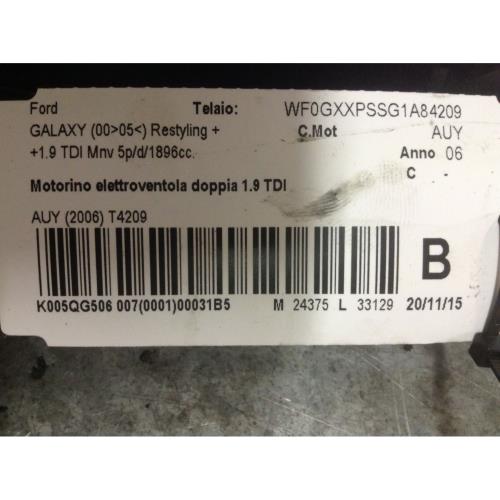 Ford Telaio: WF0GXXPSSG1A84209
GALAXY (00>05<) Restyling + C.Mot AUY
+1.9 TDI Mnv 5p/d/1896cc. Anno 06
C -
Motorino elettroventola doppia 1.9 TDI
AUY (2006) T4209
B
K005QG506 007(0001)00031B5 M 24375 L 33129 20/11/15